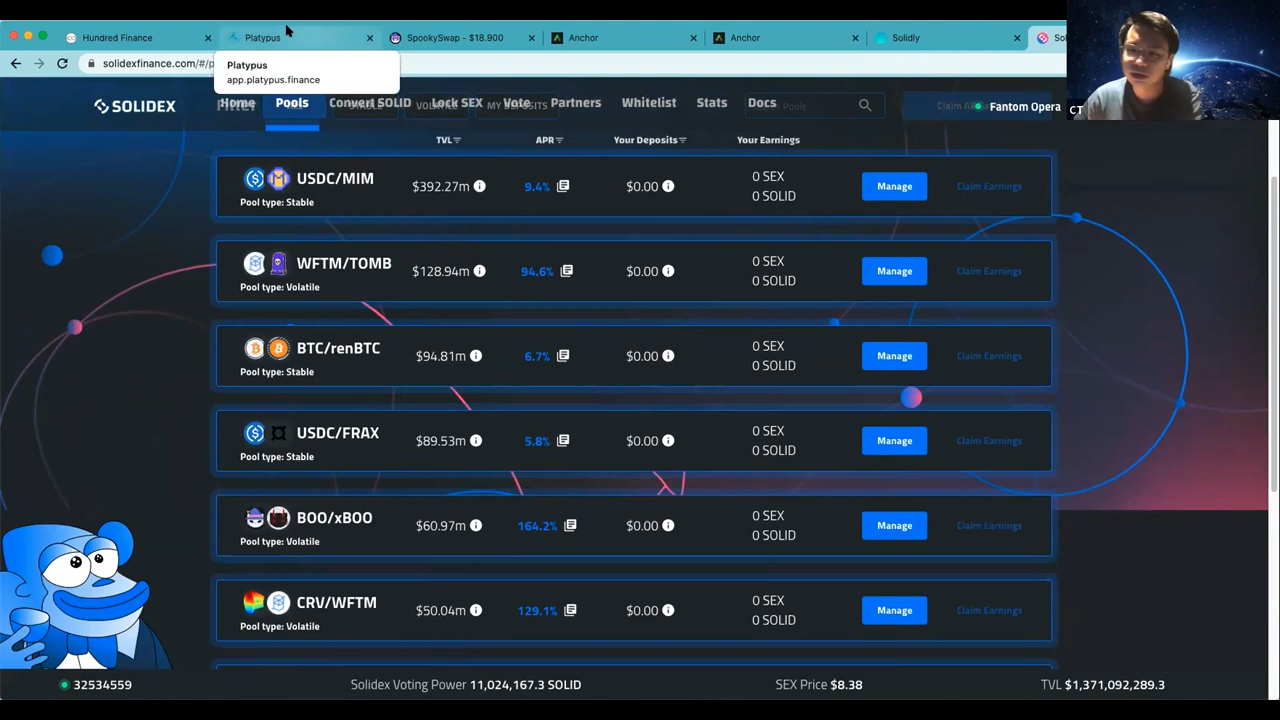 Hundred Finance
Platypus
SpookySwap - $18.900
Anchor
Anchor
Solidly
solidexfinance.com/#/p
Platypus
app.platypus.finance
CT
SOLIDEX
Home
Pools
Convert SOLID
Lock SEX
Vote
Partners
Whitelist
Stats
Docs
Fantom Opera
MY DEPOSITS
TVL
APR
Your Deposits
Your Earnings
USDC/MIM
Pool type: Stable
$392.27m
9.4%
$0.00
0 SEX
0 SOLID
Manage
Claim Earnings
WFTM/TOMB
Pool type: Volatile
$128.94m
94.6%
$0.00
0 SEX
0 SOLID
Manage
Claim Earnings
BTC/renBTC
Pool type: Stable
$94.81m
6.7%
$0.00
0 SEX
0 SOLID
Manage
Claim Earnings
USDC/FRAX
Pool type: Stable
$89.53m
5.8%
$0.00
0 SEX
0 SOLID
Manage
Claim Earnings
BOO/xBOO
Pool type: Volatile
$60.97m
164.2%
$0.00
0 SEX
0 SOLID
Manage
Claim Earnings
CRV/WFTM
Pool type: Volatile
$50.04m
129.1%
$0.00
0 SEX
0 SOLID
Manage
Claim Earnings
32534559
Solidex Voting Power 11,024,167.3 SOLID
SEX Price $8.38
TVL $1,371,092,289.3